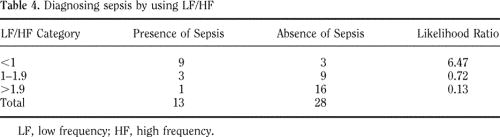 Table 4. Diagnosing sepsis by using LF/HF
LF/HF Category Presence of Sepsis Absence of Sepsis Likelihood Ratio
<1 9 3 6.47
1–1.9 3 9 0.72
>1.9 1 16 0.13
Total 13 28
LF, low frequency; HF, high frequency.